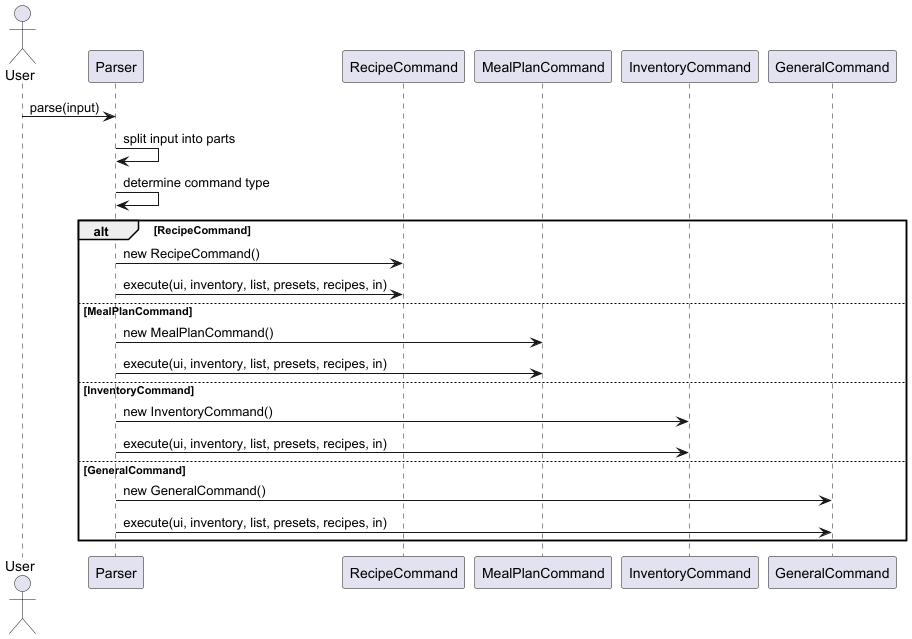 User
Parser
RecipeCommand
MealPlanCommand
InventoryCommand
GeneralCommand
parse(input)
split input into parts
determine command type
alt
[RecipeCommand]
new RecipeCommand()
execute(ui, inventory, list, presets, recipes, in)
[MealPlanCommand]
new MealPlanCommand()
execute(ui, inventory, list, presets, recipes, in)
[InventoryCommand]
new InventoryCommand()
execute(ui, inventory, list, presets, recipes, in)
[GeneralCommand]
new GeneralCommand()
execute(ui, inventory, list, presets, recipes, in)
User
Parser
RecipeCommand
MealPlanCommand
InventoryCommand
GeneralCommand